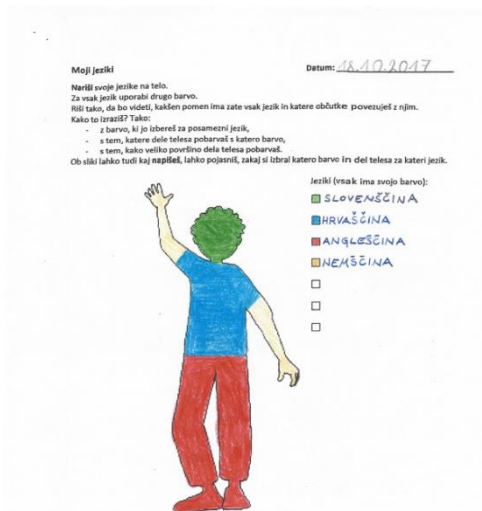 Moji jeziki
Datum: 18.10.2017
Nariši svoje jezike na telo.
Za vsak jezik uporabi drugo barvo.
Riši tako, da bo videti, kakšen pomen ima zate vsak jezik in katere občutke povezuješ z njim.
Kako to izraziš? Tako:
- z barvo, ki jo izbereš za posamezni jezik,
- s tem, katere dele telesa pobarvaš s katero barvo,
- s tem, kako veliko površino dela telesa pobarvaš.
Ob sliki lahko tudi kaj napišeš, lahko pojasniš, zakaj si izbral katero barvo in del telesa za kateri jezik.
Jeziki (vsak ima svojo barvo):
SLOVENŠČINA
HRVAŠČINA
ANGLEŠČINA
NEMŠČINA